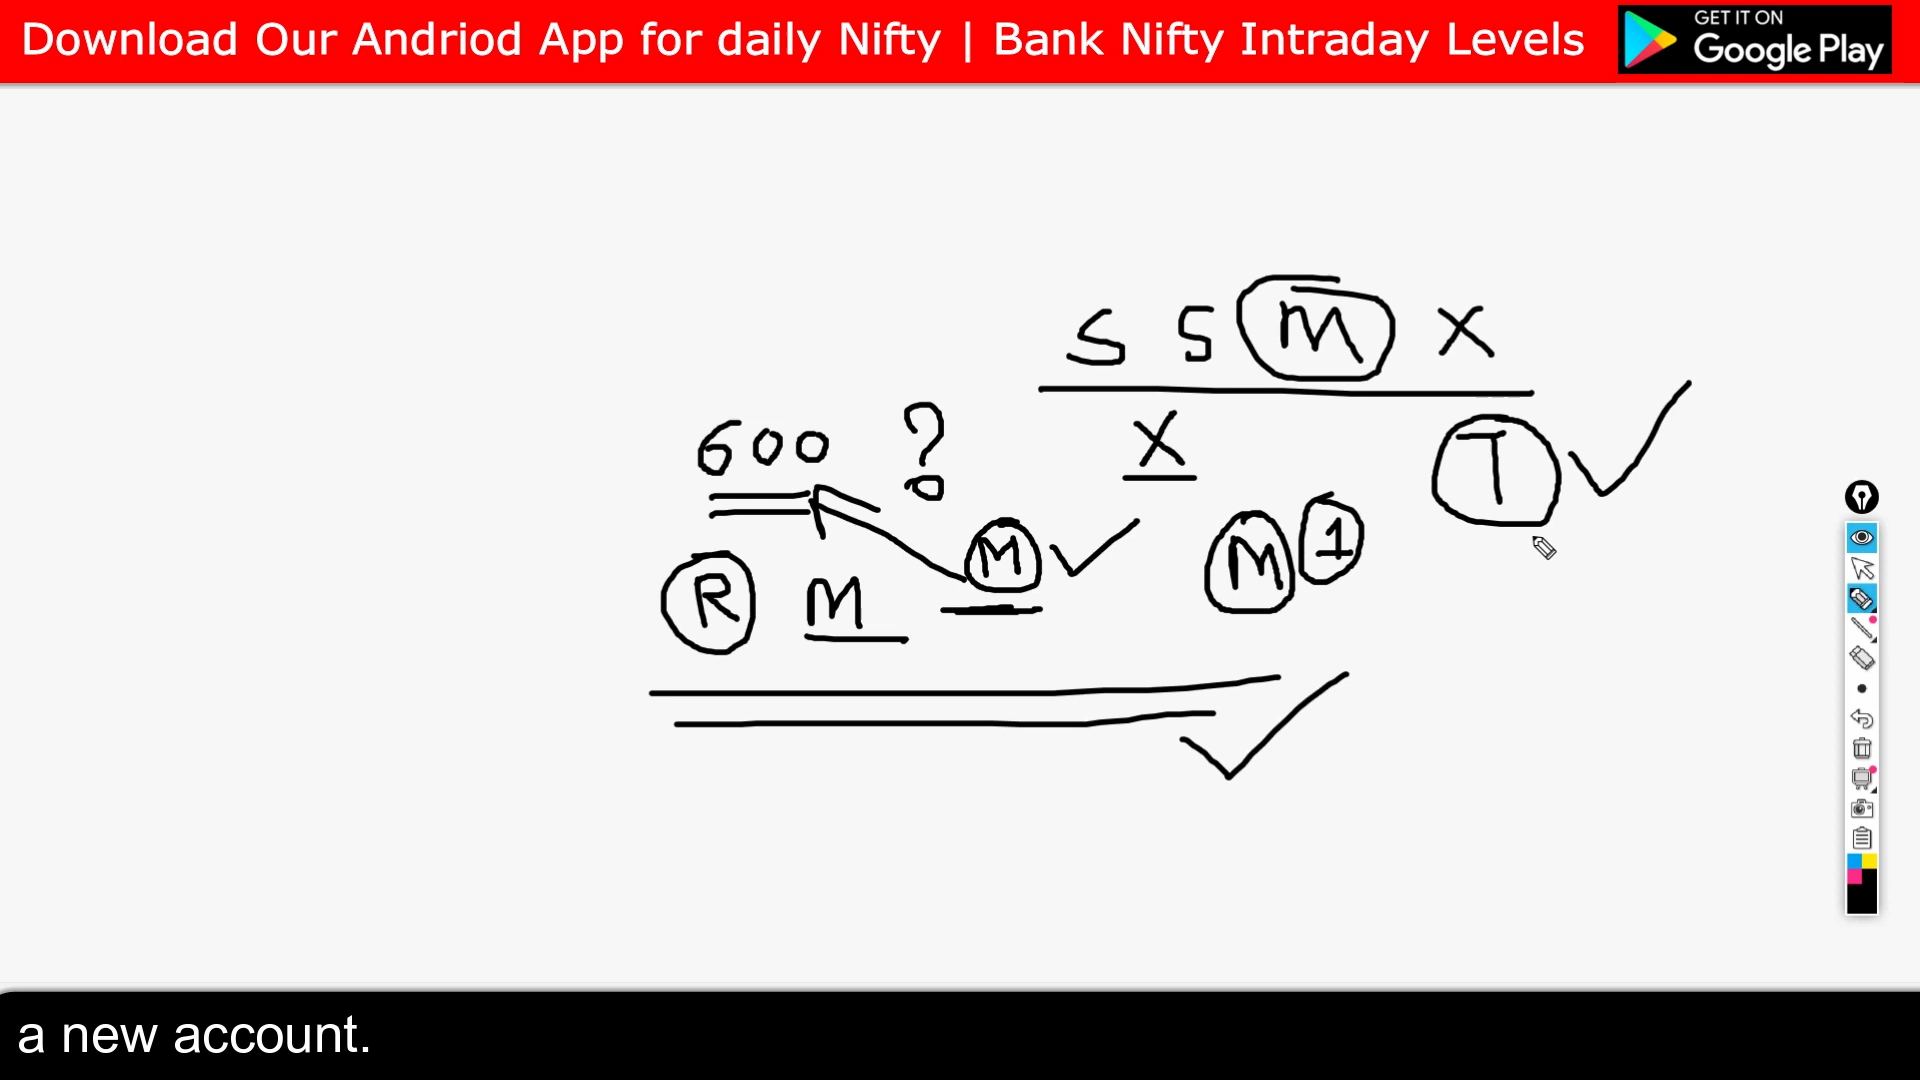 Download Our Andriod App for daily Nifty | Bank Nifty Intraday Levels
GET IT ON
Google Play
S S M X
600 ? X T
R M M M 1
a new account.